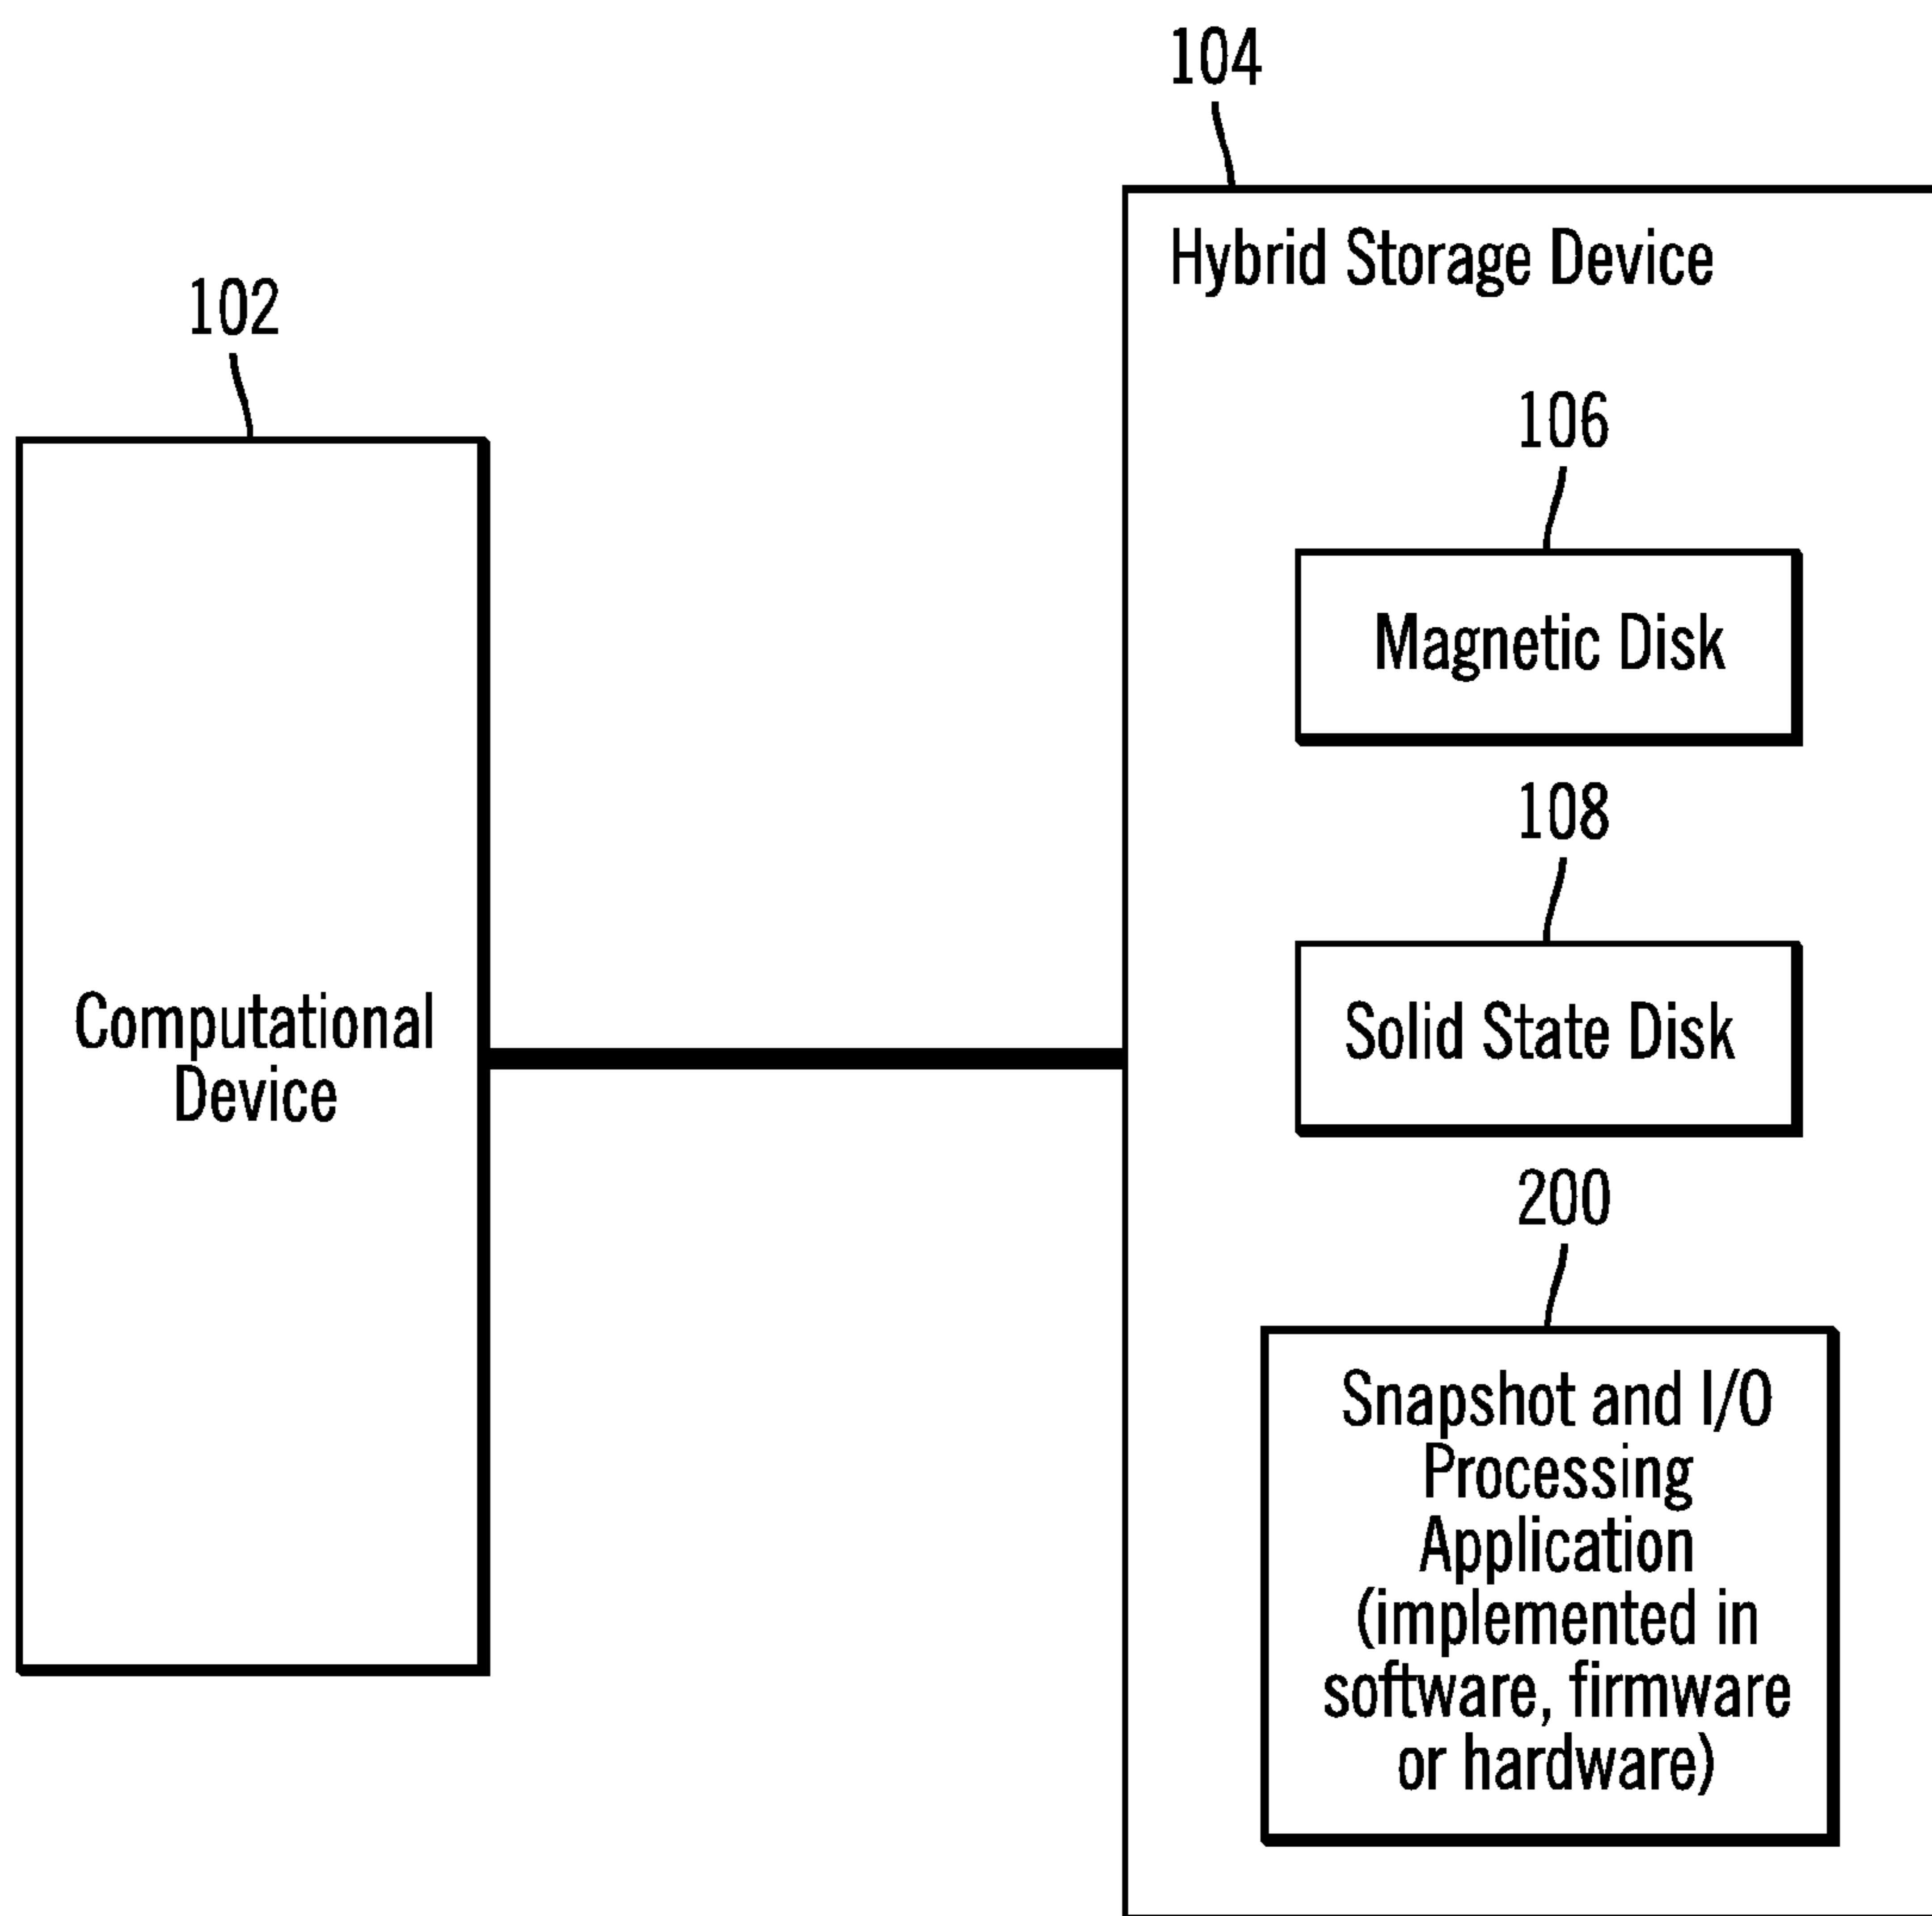 104
Hybrid Storage Device
102
106
Magnetic Disk
108
Solid State Disk
Computational
Device
200
Snapshot and I/O
Processing
Application
(implemented in
software, firmware
or hardware)